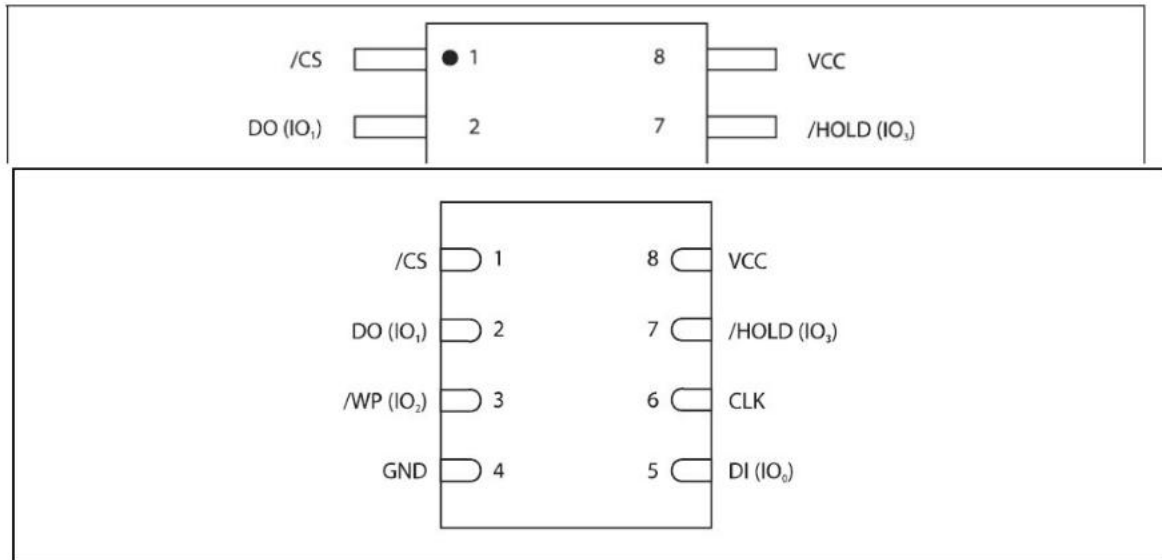 /CS 1 8 VCC
DO (IO₁) 2 7 /HOLD (IO₃)
/CS 1 8 VCC
DO (IO₁) 2 7 /HOLD (IO₃)
/WP (IO₂) 3 6 CLK
GND 4 5 DI (IO₀)